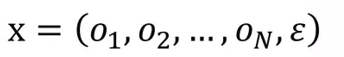 x = (o₁, o₂, …, o_N, ε)